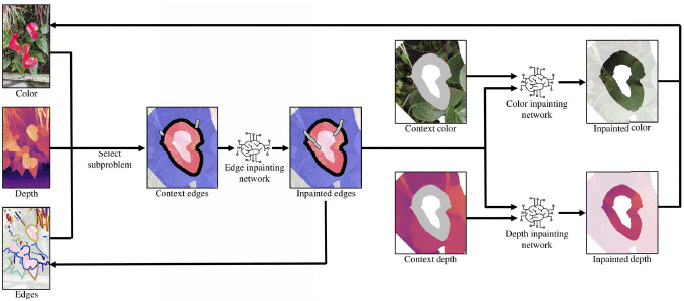 Color
Depth
Edges
Select
subproblem
Context edges
Edge inpainting
network
Inpainted edges
Context color
Color inpainting
network
Inpainted color
Context depth
Depth inpainting
network
Inpainted depth